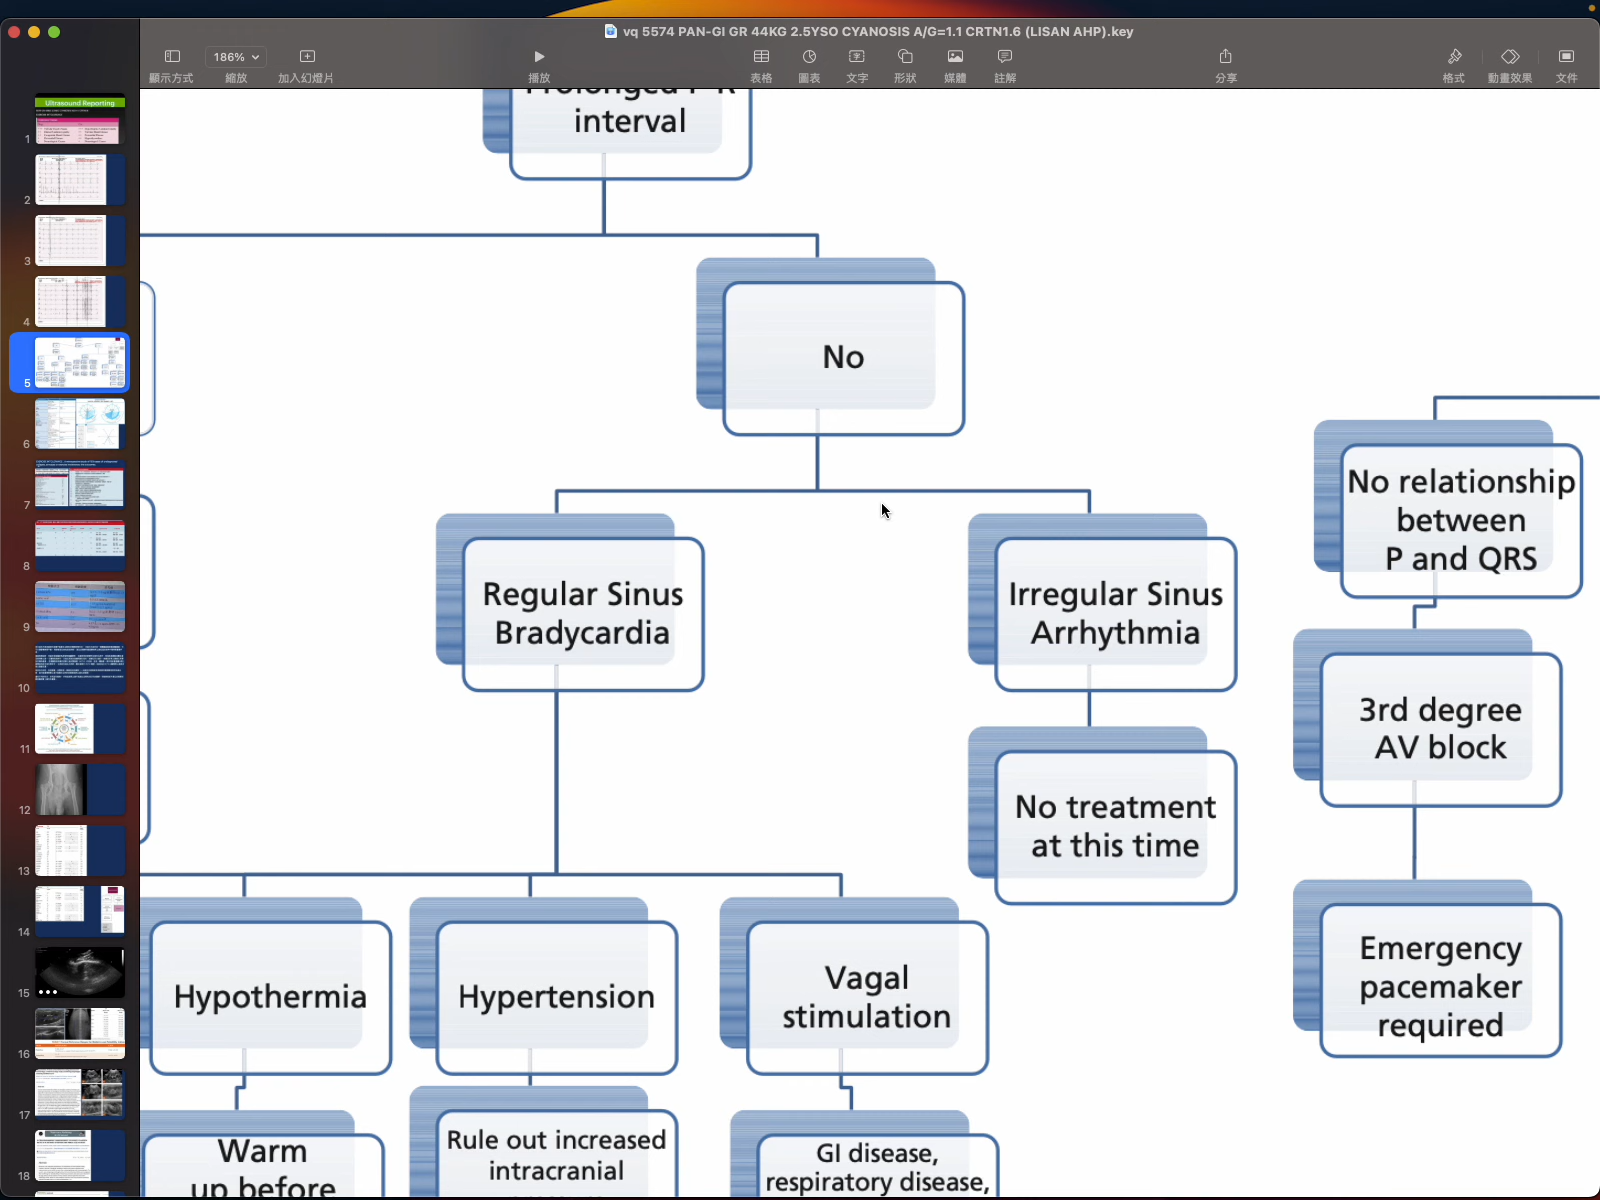 vq 5574 PAN-GI GR 44KG 2.5YSO CYANOSIS A/G=1.1 CRTN1.6 (LISAN AHP).key
186%
顯示方式
縮放
加入幻燈片
播放
表格
圖表
文字
形狀
媒體
註解
分享
格式
動畫效果
文件
Ultrasound Reporting
1
2
3
4
5
6
7
8
9
10
11
12
13
14
15
16
17
18
Prolonged P-R
interval
No
Regular Sinus
Bradycardia
Irregular Sinus
Arrhythmia
No treatment
at this time
No relationship
between
P and QRS
3rd degree
AV block
Emergency
pacemaker
required
Hypothermia
Hypertension
Vagal
stimulation
Warm
up before
Rule out increased
intracranial
GI disease,
respiratory disease,